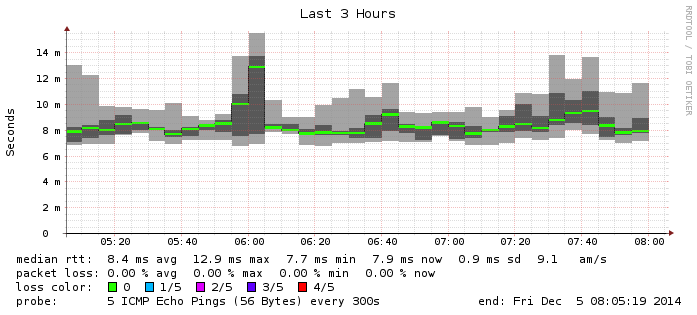 Last 3 Hours
RRDTOOL / TOBI OETIKER
Seconds
14 m
12 m
10 m
8 m
6 m
4 m
2 m
0
05:20 05:40 06:00 06:20 06:40 07:00 07:20 07:40 08:00
median rtt: 8.4 ms avg 12.9 ms max 7.7 ms min 7.9 ms now 0.9 ms sd 9.1 am/s
packet loss: 0.00 % avg 0.00 % max 0.00 % min 0.00 % now
loss color: 0 1/5 2/5 3/5 4/5
probe: 5 ICMP Echo Pings (56 Bytes) every 300s end: Fri Dec 5 08:05:19 2014